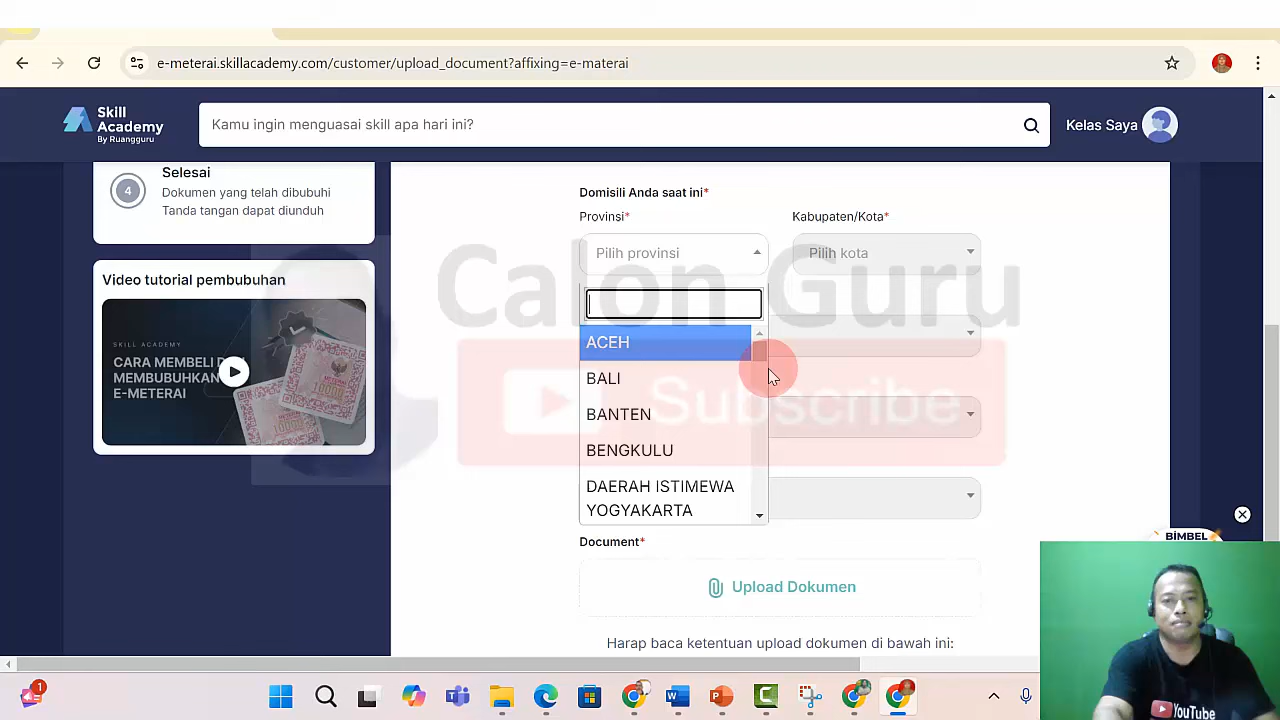 e-meterai.skillacademy.com/customer/upload_document?affixing=e-materai
Skill
Academy
By Ruangguru
Kamu ingin menguasai skill apa hari ini?
Kelas Saya
4
Selesai
Dokumen yang telah dibubuhi
Tanda tangan dapat diunduh
Video tutorial pembubuhan
SKILL ACADEMY
CARA MEMBELI DAN
MEMBUBUHKAN
E-METERAI
Domisili Anda saat ini*
Provinsi*
Kabupaten/Kota*
Pilih provinsi
Pilih kota
Calon Guru
Subscribe
ACEH
BALI
BANTEN
BENGKULU
DAERAH ISTIMEWA
YOGYAKARTA
Document*
Upload Dokumen
Harap baca ketentuan upload dokumen di bawah ini:
BIMBEL
1
YouTube